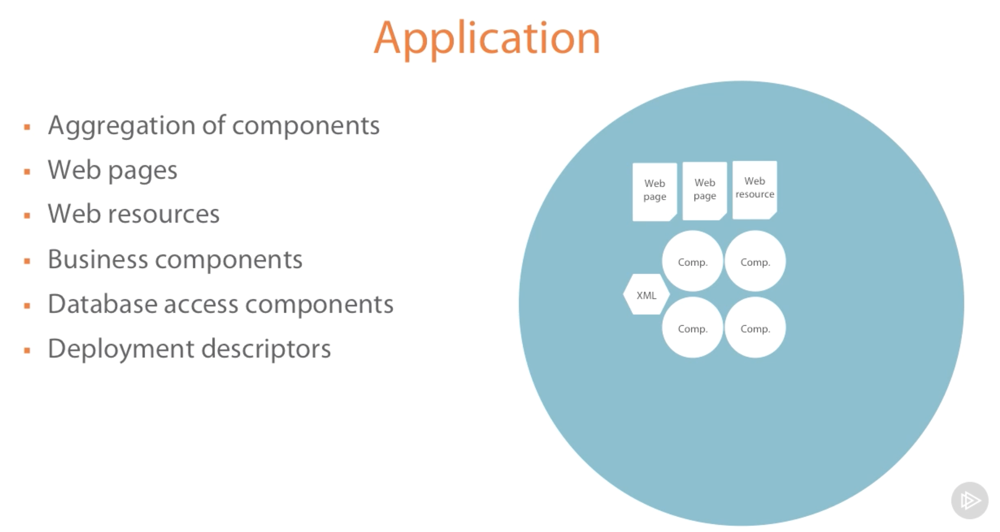 Application
Aggregation of components
Web pages
Web resources
Business components
Database access components
Deployment descriptors
Web
page
Web
page
Web
resource
Comp.
Comp.
XML
Comp.
Comp.